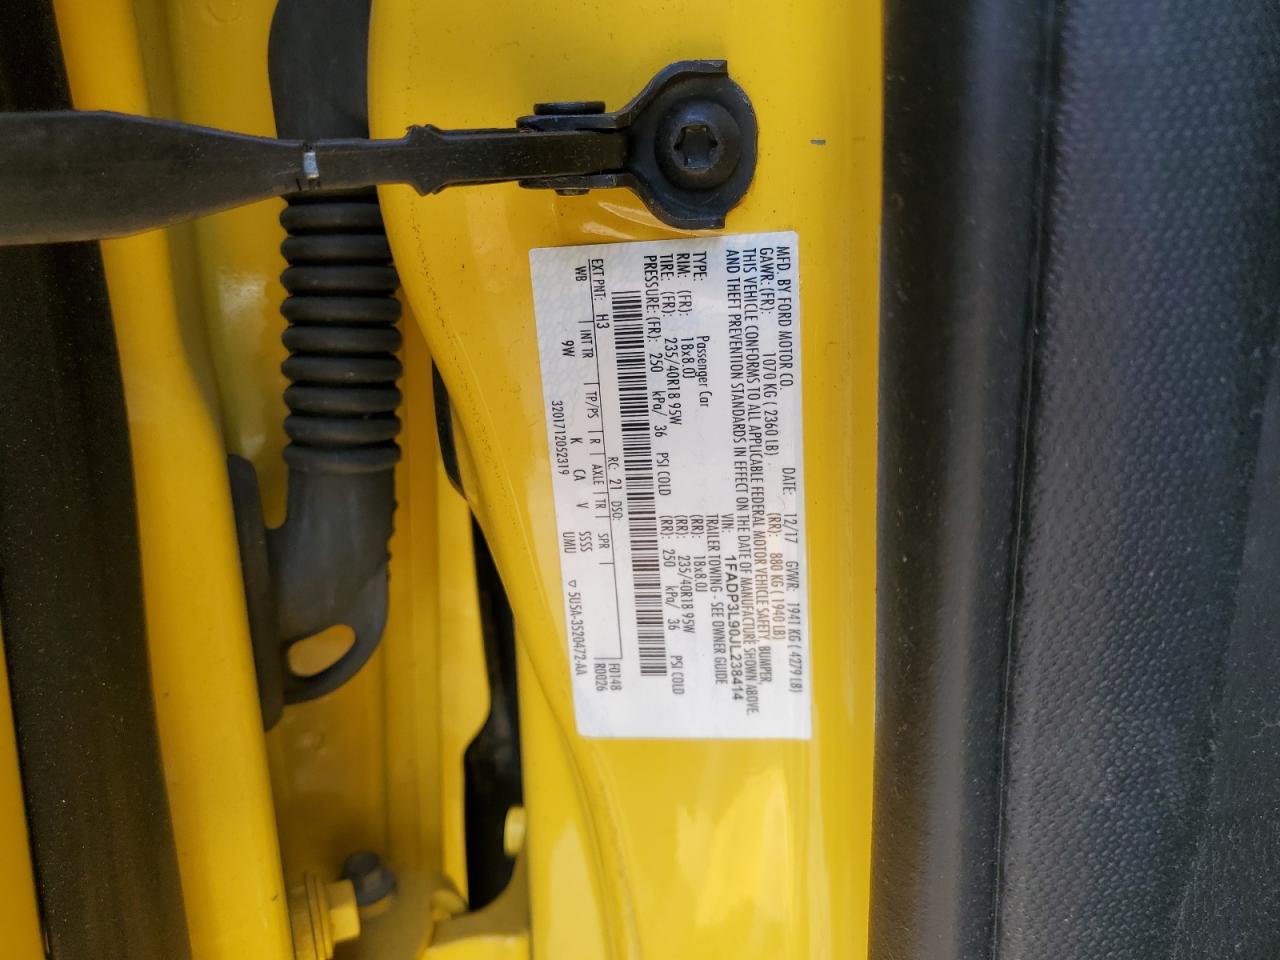 MFD. BY FORD MOTOR CO.
DATE: 12/17 GVWR: 1941 KG (4279 LB)
GAWR: (FR): 1070 KG (2360 LB) (RR): 880 KG (1940 LB)
THIS VEHICLE CONFORMS TO ALL APPLICABLE FEDERAL MOTOR VEHICLE SAFETY, BUMPER,
AND THEFT PREVENTION STANDARDS IN EFFECT ON THE DATE OF MANUFACTURE SHOWN ABOVE.
VIN: 1FADP3L90JL238414
TYPE: Passenger Car TRAILER TOWING - SEE OWNER GUIDE
RIM: (FR): 18x8.0J (RR): 18x8.0J
TIRE: (FR): 235/40R18 95W (RR): 235/40R18 95W
PRESSURE: (FR): 250 kPa/ 36 PSI COLD (RR): 250 kPa/ 36 PSI COLD
EXT PNT: H3 RC: 21 DSO: F0148
WB INT TR TP/PS R AXLE TR SPR R0026
9W K CA V SSSS
3201712052319 UMU ▽ 5U5A-3520472-AA